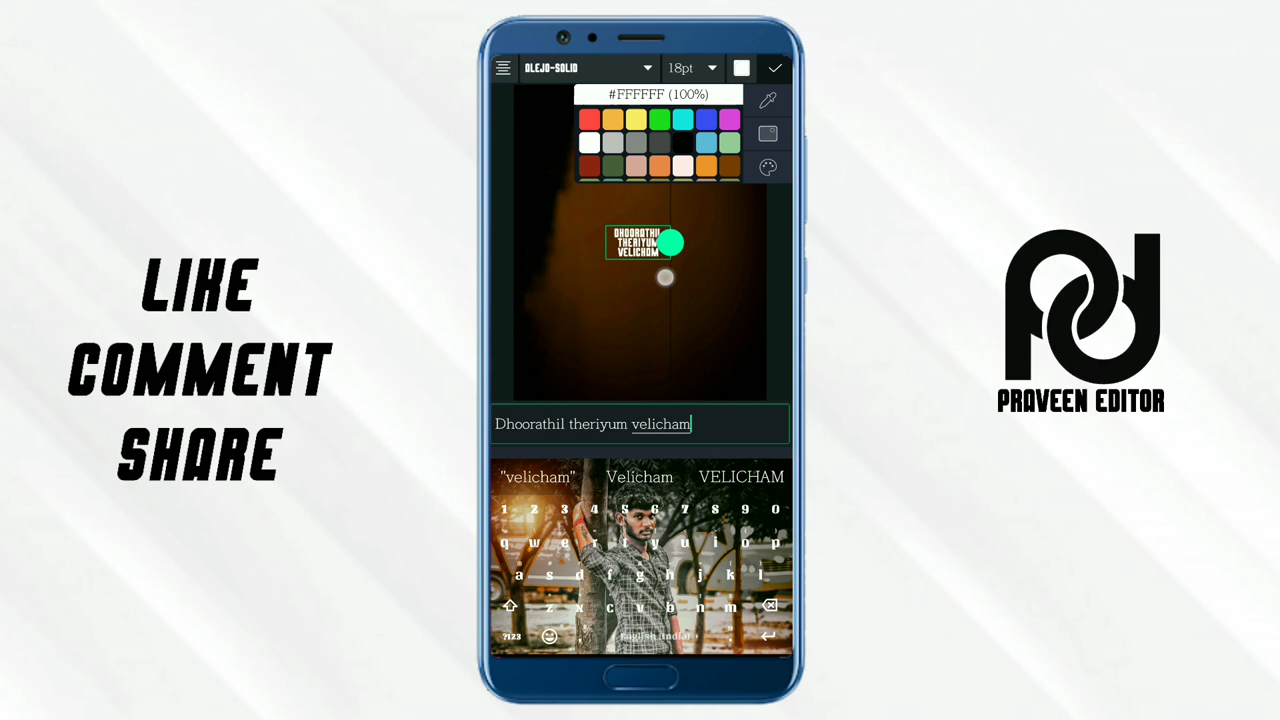 LIKE
COMMENT
SHARE
ALEJO-SOLID
18pt
#FFFFFF (100%)
DHOORATHIL
THERIYUM
VELICHAM
Dhoorathil theriyum velicham
"velicham" Velicham VELICHAM
1 2 3 4 5 6 7 8 9 0
q w e r t y u i o p
a s d f g h j k l
z x c v b n m
?123 , English (India) .
PRAVEEN EDITOR